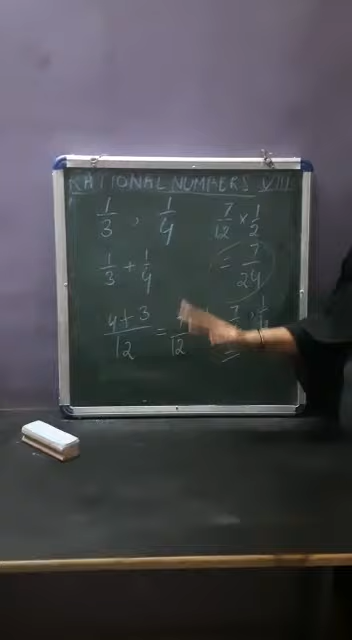 RATIONAL NUMBERS VIII
1/3 , 1/4
1/3 + 1/4
4+3/12 = 7/12
7/12 × 1/2
= 7/24